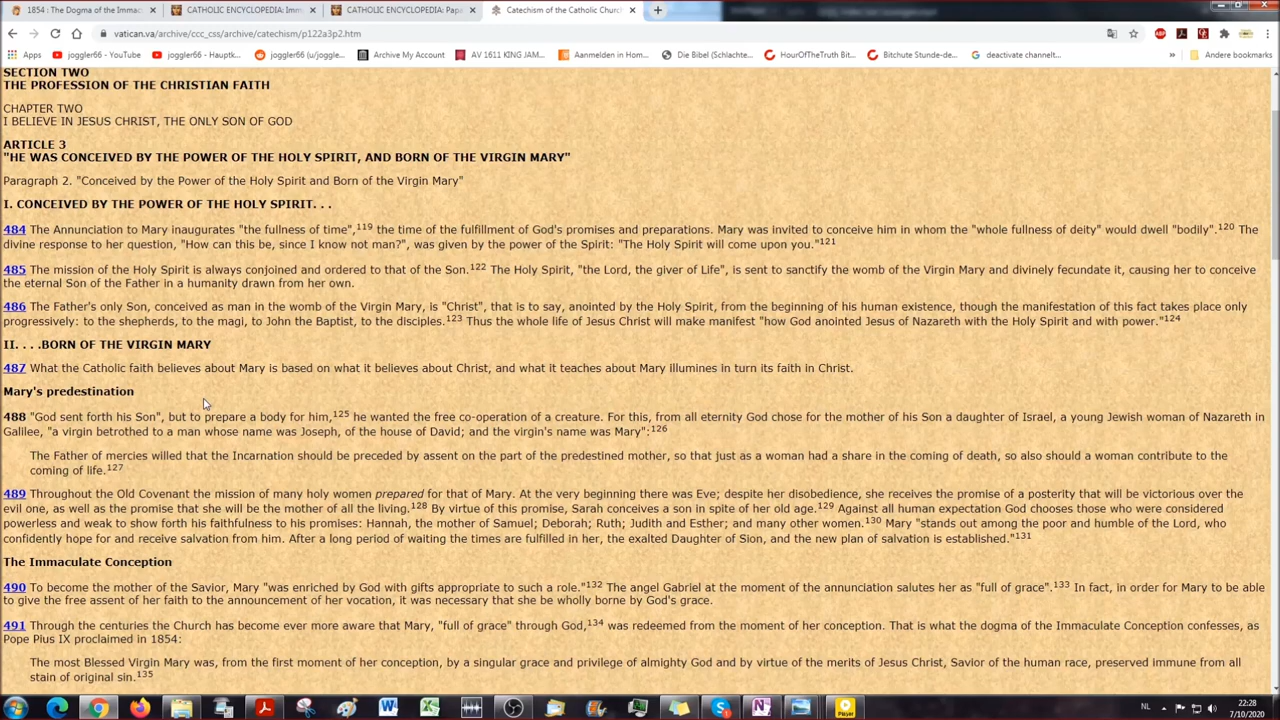 1854 : The Dogma of the Immac
CATHOLIC ENCYCLOPEDIA: Imm
CATHOLIC ENCYCLOPEDIA: Papa
Catechism of the Catholic Churc
vatican.va/archive/ccc_css/archive/catechism/p122a3p2.htm
Apps
joggler66 - YouTube
joggler66 - Hauptk...
joggler66 (u/joggle...
Archive My Account
AV 1611 KING JAM...
Aanmelden in Hom...
Die Bibel (Schlachte...
HourOfTheTruth Bit...
Bitchute Stunde-de...
deactivate channel...
»
Andere bookmarks
SECTION TWO
THE PROFESSION OF THE CHRISTIAN FAITH
CHAPTER TWO
I BELIEVE IN JESUS CHRIST, THE ONLY SON OF GOD
ARTICLE 3
"HE WAS CONCEIVED BY THE POWER OF THE HOLY SPIRIT, AND BORN OF THE VIRGIN MARY"
Paragraph 2. "Conceived by the Power of the Holy Spirit and Born of the Virgin Mary"
I. CONCEIVED BY THE POWER OF THE HOLY SPIRIT. . .
484 The Annunciation to Mary inaugurates "the fullness of time",119 the time of the fulfillment of God's promises and preparations. Mary was invited to conceive him in whom the "whole fullness of deity" would dwell "bodily".120 The
divine response to her question, "How can this be, since I know not man?", was given by the power of the Spirit: "The Holy Spirit will come upon you."121
485 The mission of the Holy Spirit is always conjoined and ordered to that of the Son.122 The Holy Spirit, "the Lord, the giver of Life", is sent to sanctify the womb of the Virgin Mary and divinely fecundate it, causing her to conceive
the eternal Son of the Father in a humanity drawn from her own.
486 The Father's only Son, conceived as man in the womb of the Virgin Mary, is "Christ", that is to say, anointed by the Holy Spirit, from the beginning of his human existence, though the manifestation of this fact takes place only
progressively: to the shepherds, to the magi, to John the Baptist, to the disciples.123 Thus the whole life of Jesus Christ will make manifest "how God anointed Jesus of Nazareth with the Holy Spirit and with power."124
II. . . .BORN OF THE VIRGIN MARY
487 What the Catholic faith believes about Mary is based on what it believes about Christ, and what it teaches about Mary illumines in turn its faith in Christ.
Mary's predestination
488 "God sent forth his Son", but to prepare a body for him,125 he wanted the free co-operation of a creature. For this, from all eternity God chose for the mother of his Son a daughter of Israel, a young Jewish woman of Nazareth in
Galilee, "a virgin betrothed to a man whose name was Joseph, of the house of David; and the virgin's name was Mary":126
The Father of mercies willed that the Incarnation should be preceded by assent on the part of the predestined mother, so that just as a woman had a share in the coming of death, so also should a woman contribute to the
coming of life.127
489 Throughout the Old Covenant the mission of many holy women prepared for that of Mary. At the very beginning there was Eve; despite her disobedience, she receives the promise of a posterity that will be victorious over the
evil one, as well as the promise that she will be the mother of all the living.128 By virtue of this promise, Sarah conceives a son in spite of her old age.129 Against all human expectation God chooses those who were considered
powerless and weak to show forth his faithfulness to his promises: Hannah, the mother of Samuel; Deborah; Ruth; Judith and Esther; and many other women.130 Mary "stands out among the poor and humble of the Lord, who
confidently hope for and receive salvation from him. After a long period of waiting the times are fulfilled in her, the exalted Daughter of Sion, and the new plan of salvation is established."131
The Immaculate Conception
490 To become the mother of the Savior, Mary "was enriched by God with gifts appropriate to such a role."132 The angel Gabriel at the moment of the annunciation salutes her as "full of grace".133 In fact, in order for Mary to be able
to give the free assent of her faith to the announcement of her vocation, it was necessary that she be wholly borne by God's grace.
491 Through the centuries the Church has become ever more aware that Mary, "full of grace" through God,134 was redeemed from the moment of her conception. That is what the dogma of the Immaculate Conception confesses, as
Pope Pius IX proclaimed in 1854:
The most Blessed Virgin Mary was, from the first moment of her conception, by a singular grace and privilege of almighty God and by virtue of the merits of Jesus Christ, Savior of the human race, preserved immune from all
stain of original sin.135
Player
NL
22:28
7/10/2020